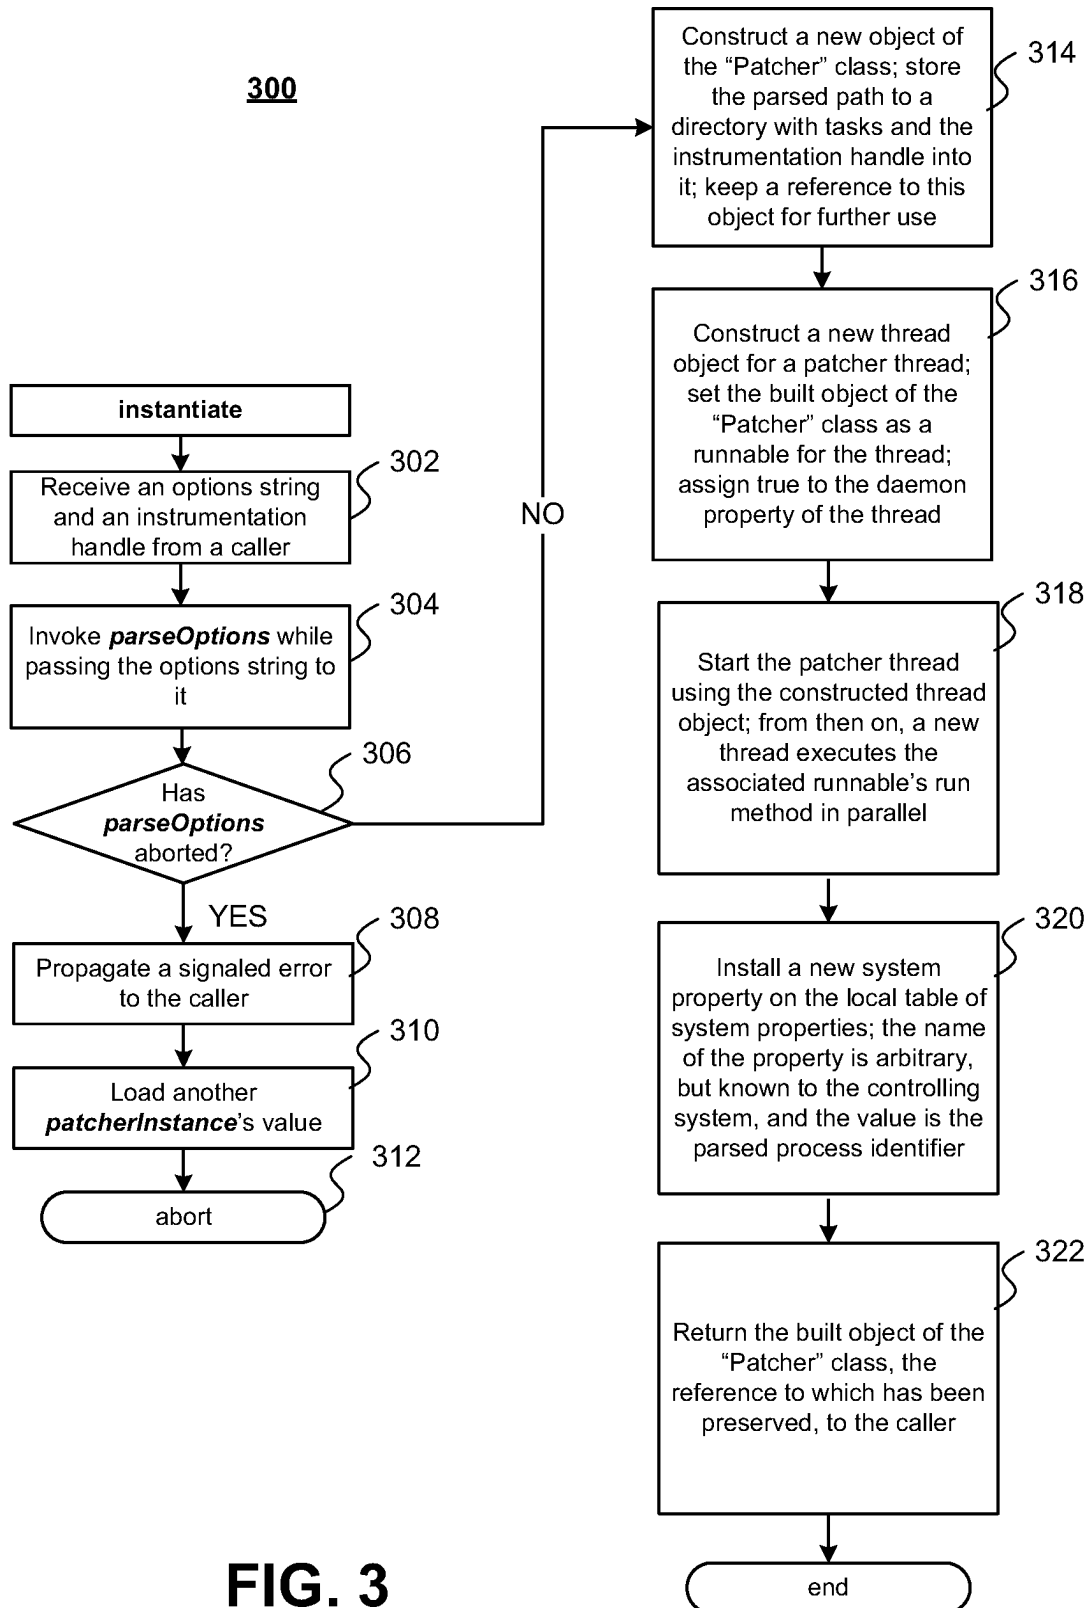 300
instantiate
302
Receive an options string
and an instrumentation
handle from a caller
304
Invoke parseOptions while
passing the options string to
it
306
Has
parseOptions
aborted?
NO
YES
308
Propagate a signaled error
to the caller
310
Load another
patcherInstance's value
312
abort
314
Construct a new object of
the “Patcher” class; store
the parsed path to a
directory with tasks and the
instrumentation handle into
it; keep a reference to this
object for further use
316
Construct a new thread
object for a patcher thread;
set the built object of the
“Patcher” class as a
runnable for the thread;
assign true to the daemon
property of the thread
318
Start the patcher thread
using the constructed thread
object; from then on, a new
thread executes the
associated runnable’s run
method in parallel
320
Install a new system
property on the local table of
system properties; the name
of the property is arbitrary,
but known to the controlling
system, and the value is the
parsed process identifier
322
Return the built object of the
“Patcher” class, the
reference to which has been
preserved, to the caller
end
FIG. 3